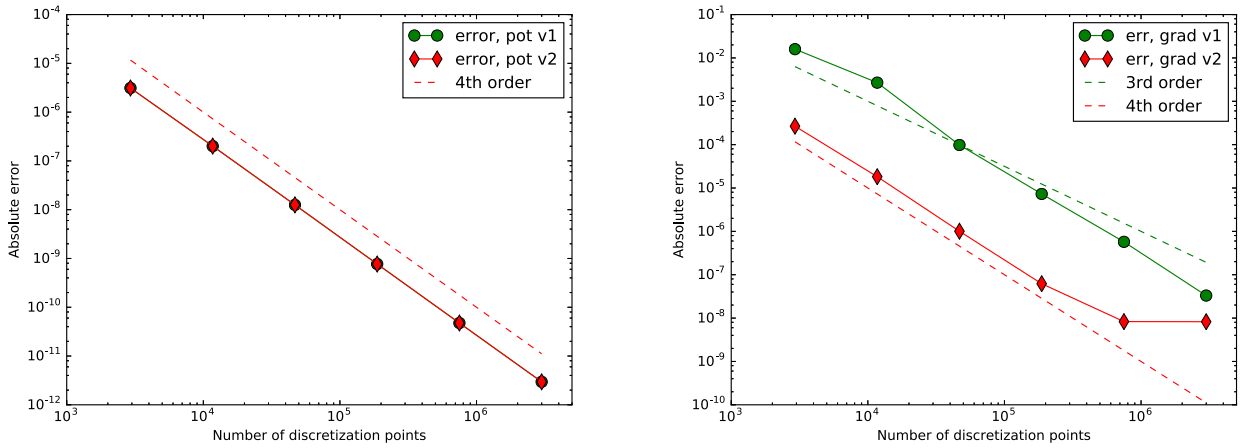 10^-4
10^-5
10^-6
10^-7
10^-8
10^-9
10^-10
10^-11
10^-12
Absolute error
error, pot v1
error, pot v2
4th order
10^3
10^4
10^5
10^6
Number of discretization points
10^-1
10^-2
10^-3
10^-4
10^-5
10^-6
10^-7
10^-8
10^-9
10^-10
Absolute error
err, grad v1
err, grad v2
3rd order
4th order
10^3
10^4
10^5
10^6
Number of discretization points